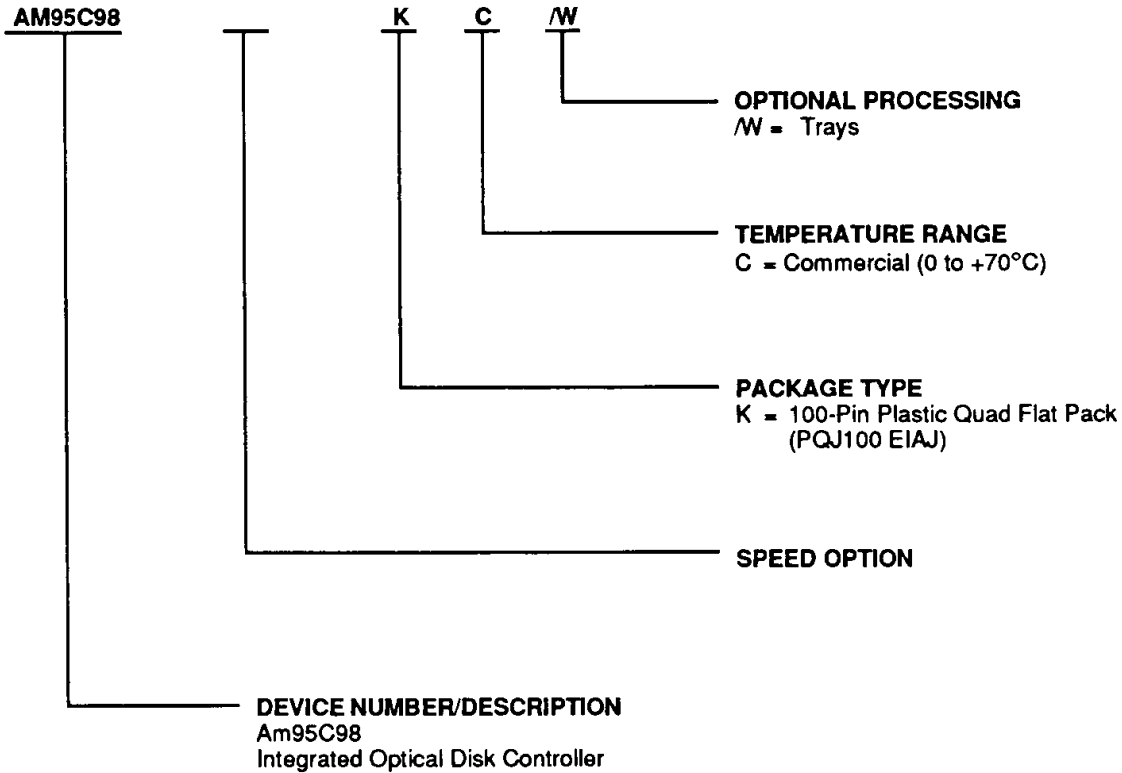 AM95C98 K C /W
OPTIONAL PROCESSING
/W = Trays
TEMPERATURE RANGE
C = Commercial (0 to +70°C)
PACKAGE TYPE
K = 100-Pin Plastic Quad Flat Pack
(PQJ100 EIAJ)
SPEED OPTION
DEVICE NUMBER/DESCRIPTION
Am95C98
Integrated Optical Disk Controller